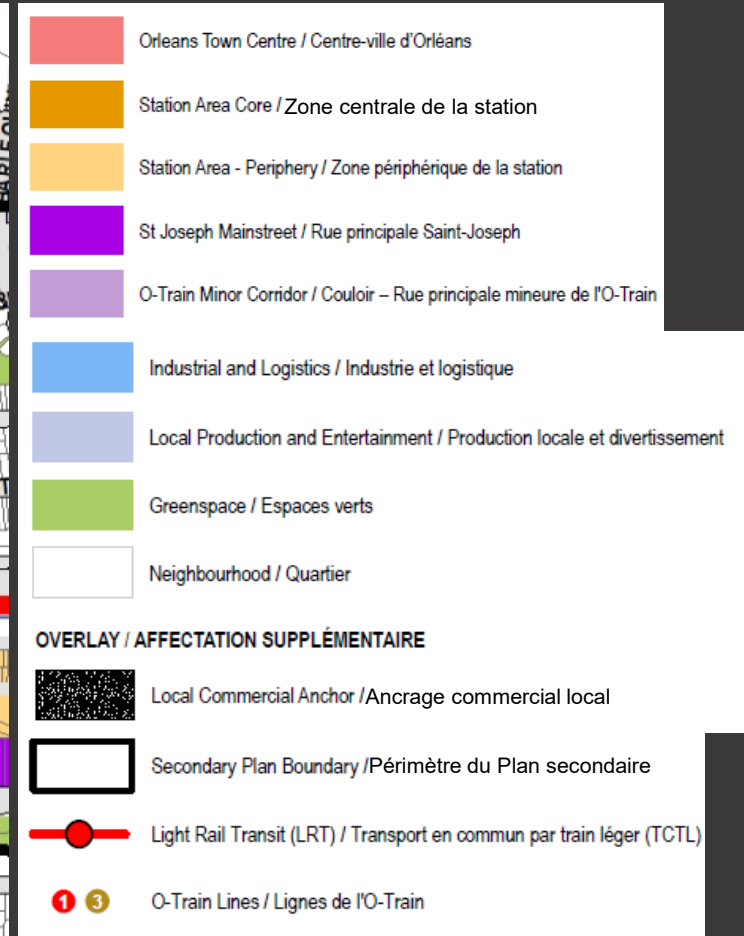 Orleans Town Centre / Centre-ville d'Orléans
Station Area Core / Zone centrale de la station
Station Area - Periphery / Zone périphérique de la station
St Joseph Mainstreet / Rue principale Saint-Joseph
O-Train Minor Corridor / Couloir – Rue principale mineure de l'O-Train
Industrial and Logistics / Industrie et logistique
Local Production and Entertainment / Production locale et divertissement
Greenspace / Espaces verts
Neighbourhood / Quartier
OVERLAY / AFFECTATION SUPPLÉMENTAIRE
Local Commercial Anchor /Ancrage commercial local
Secondary Plan Boundary /Périmètre du Plan secondaire
Light Rail Transit (LRT) / Transport en commun par train léger (TCTL)
1 3 O-Train Lines / Lignes de l'O-Train